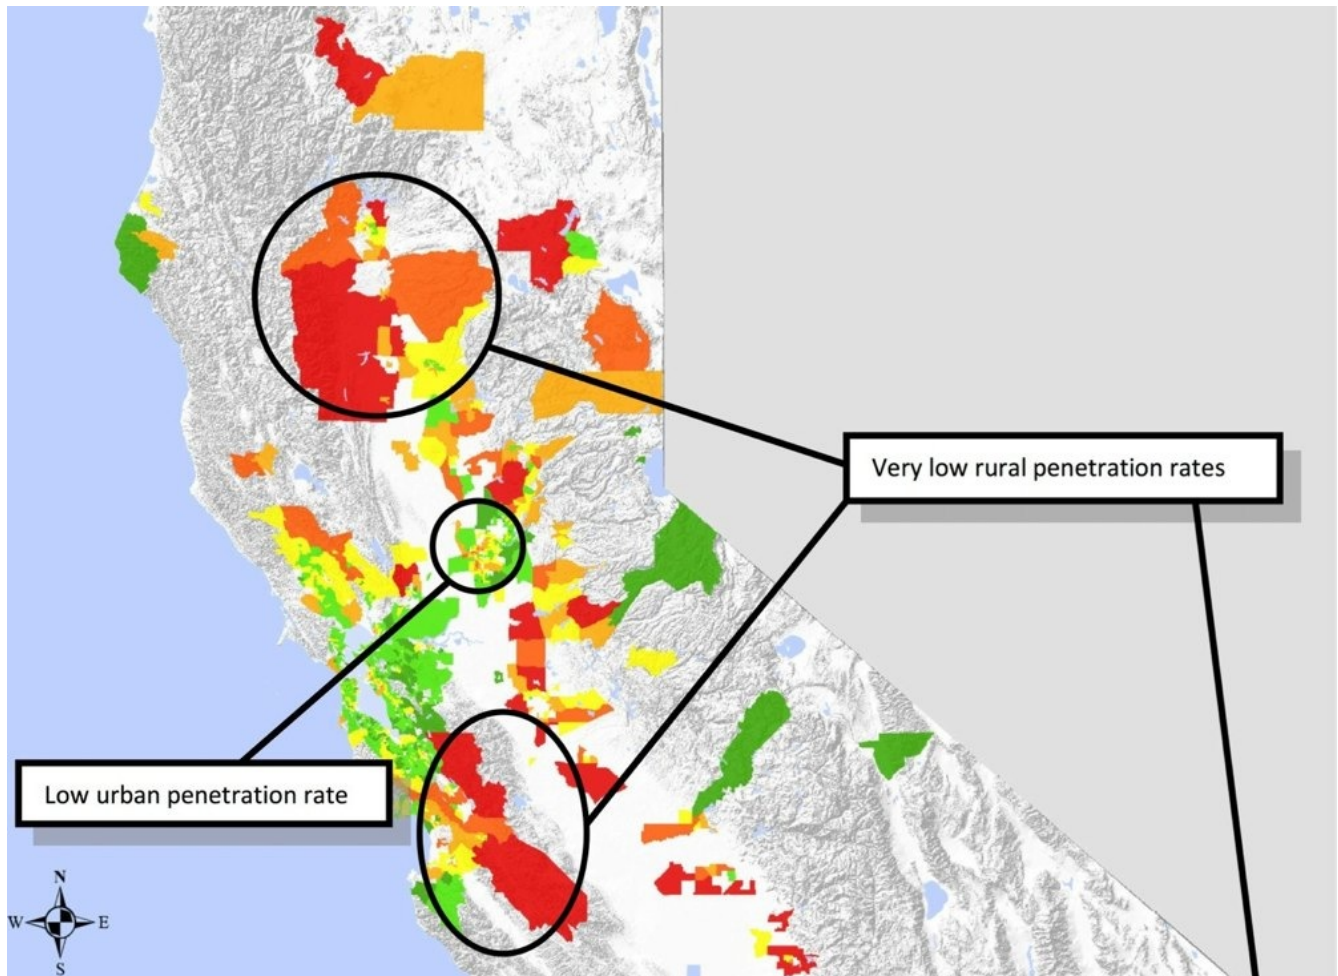 Very low rural penetration rates
Low urban penetration rate
N
W E
S